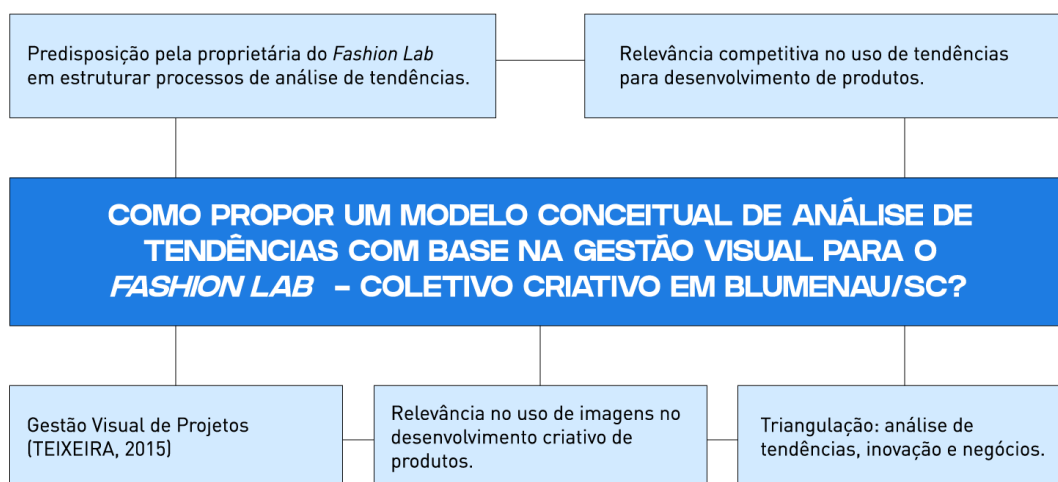 Predisposição pela proprietária do Fashion Lab
em estruturar processos de análise de tendências.
Relevância competitiva no uso de tendências
para desenvolvimento de produtos.
COMO PROPOR UM MODELO CONCEITUAL DE ANÁLISE DE
TENDÊNCIAS COM BASE NA GESTÃO VISUAL PARA O
FASHION LAB - COLETIVO CRIATIVO EM BLUMENAU/SC?
Gestão Visual de Projetos
(TEIXEIRA, 2015)
Relevância no uso de imagens no
desenvolvimento criativo de
produtos.
Triangulação: análise de
tendências, inovação e negócios.